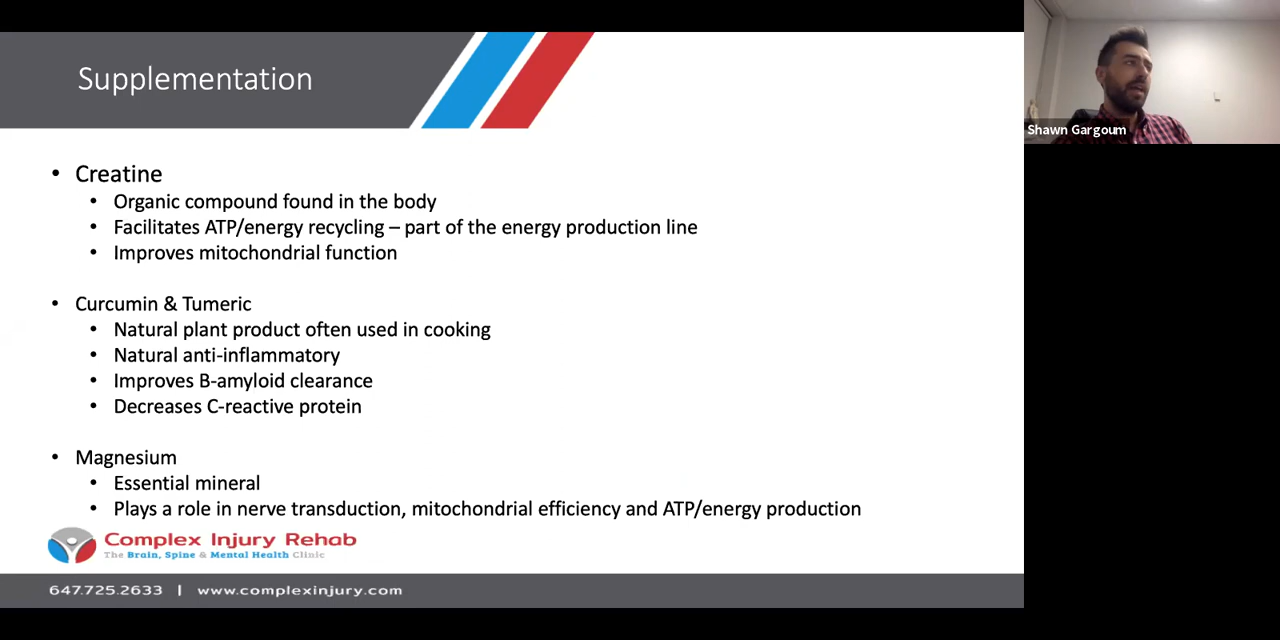 Supplementation
Shawn Gargoum
• Creatine
• Organic compound found in the body
• Facilitates ATP/energy recycling – part of the energy production line
• Improves mitochondrial function
• Curcumin & Tumeric
• Natural plant product often used in cooking
• Natural anti-inflammatory
• Improves B-amyloid clearance
• Decreases C-reactive protein
• Magnesium
• Essential mineral
• Plays a role in nerve transduction, mitochondrial efficiency and ATP/energy production
Complex Injury Rehab
The Brain, Spine & Mental Health Clinic
647.725.2633 | www.complexinjury.com